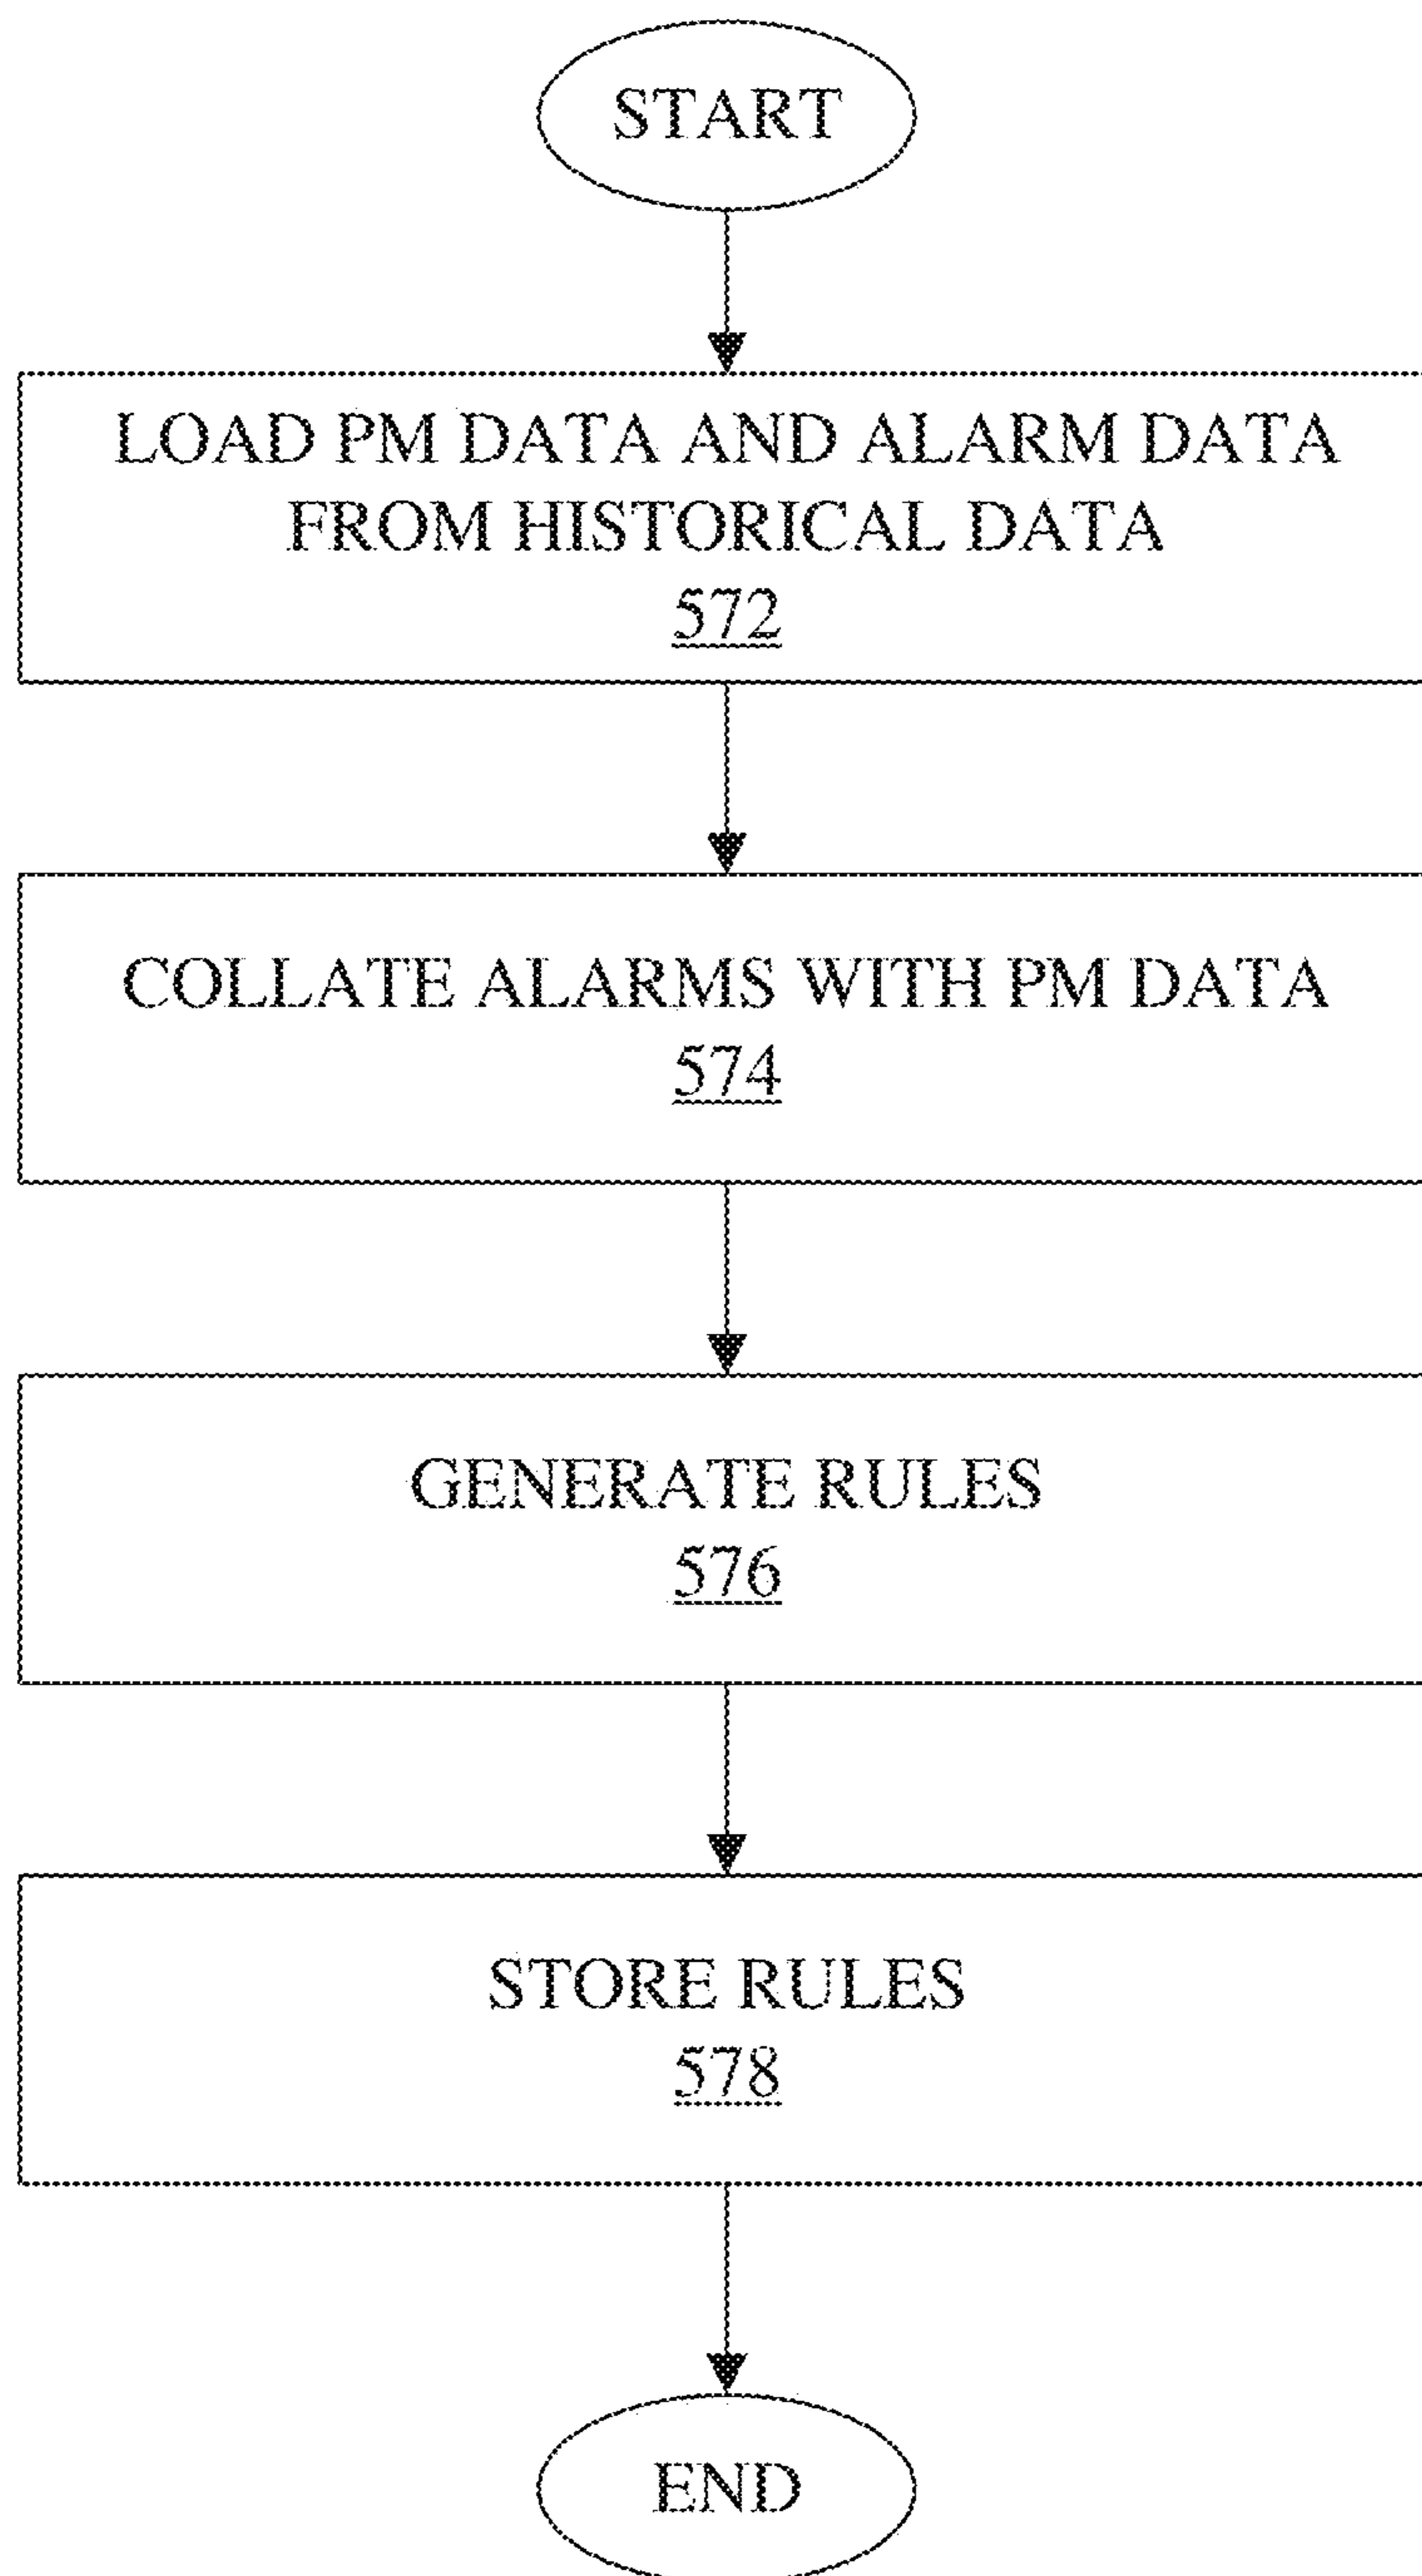 START
LOAD PM DATA AND ALARM DATA
FROM HISTORICAL DATA
572
COLLATE ALARMS WITH PM DATA
574
GENERATE RULES
576
STORE RULES
578
END